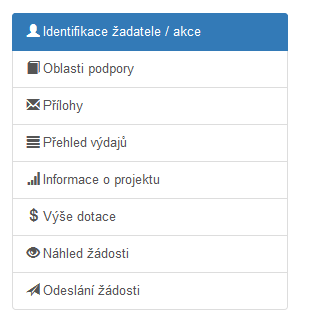 Identifikace žadatele / akce
Oblasti podpory
Přílohy
Přehled výdajů
Informace o projektu
Výše dotace
Náhled žádosti
Odeslání žádosti